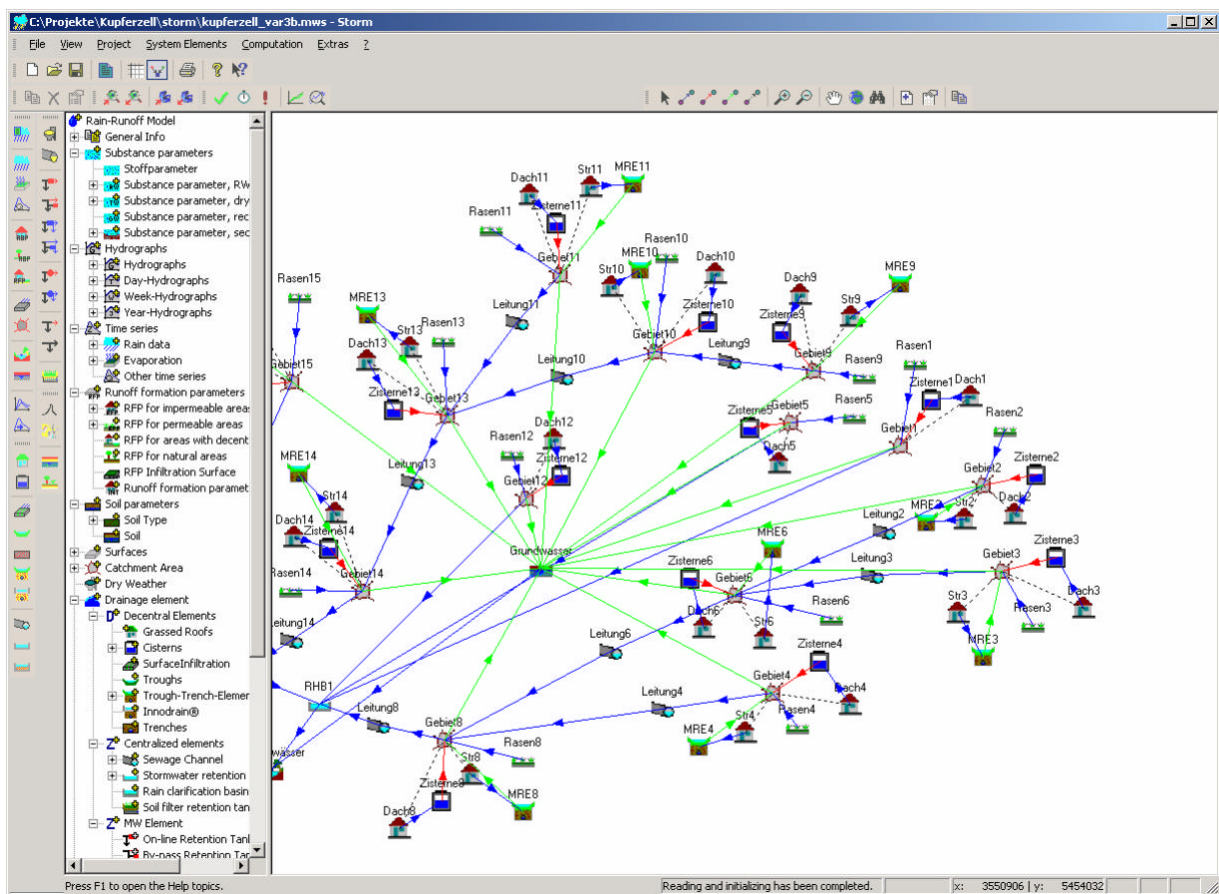 C:\Projekte\Kupferzell\storm\kupferzell_var3b.mws - Storm
File View Project System Elements Computation Extras ?
Rain-Runoff Model
General Info
Substance parameters
Stoffparameter
Substance parameter, RW
Substance parameter, dry
Substance parameter, rec
Substance parameter, sec
Hydrographs
Hydrographs
Day-Hydrographs
Week-Hydrographs
Year-Hydrographs
Time series
Rain data
Evaporation
Other time series
Runoff formation parameters
RFP for impermeable areas
RFP for permeable areas
RFP for areas with decent
RFP for natural areas
RFP Infiltration Surface
Runoff formation paramet
Soil parameters
Soil Type
Soil
Surfaces
Catchment Area
Dry Weather
Drainage element
Decentral Elements
Grassed Roofs
Cisterns
SurfaceInfiltration
Troughs
Trough-Trench-Elemer
Innodrain®
Trenches
Centralized elements
Sewage Channel
Stormwater retention
Rain clarification basin
Soil filter retention tan
MW Element
On-line Retention Tank
By-pass Retention Tar
MRE11
Str11
Dach11
Zisterne11
Rasen11
Gebiet11
Leitung11
Rasen10
MRE10
Dach10
Str10
Zisterne10
Gebiet10
Leitung10
Dach9
MRE9
Str9
Zisterne9
Leitung9
Gebiet9
Rasen9
Rasen15
Gebiet15
MRE13
Str13
Rasen13
Dach13
Zisterne13
Gebiet13
Leitung13
Rasen1
Zisterne1
Dach1
Gebiet1
Rasen5
Zisterne5
Gebiet5
Dach5
Rasen2
Gebiet2
Zisterne2
MRE2
Str2
Dach2
Leitung2
Dach12
Rasen12
Zisterne12
Gebiet12
MRE14
Str14
Dach14
Zisterne14
Rasen14
Gebiet14
Leitung14
Grundwasser
MRE6
Zisterne6
Gebiet6
Dach6
Str6
Rasen6
Leitung6
Leitung3
Gebiet3
Zisterne3
Str3
Rasen3
Dach3
MRE3
Zisterne4
Gebiet4
Dach4
Rasen4
Str4
MRE4
Leitung4
RHB1
Leitung8
Gebiet8
Rasen8
Str8
Zisterne8
MRE8
Dach8
wässer
Press F1 to open the Help topics.
Reading and initializing has been completed.
x: 3550906 | y: 5454032